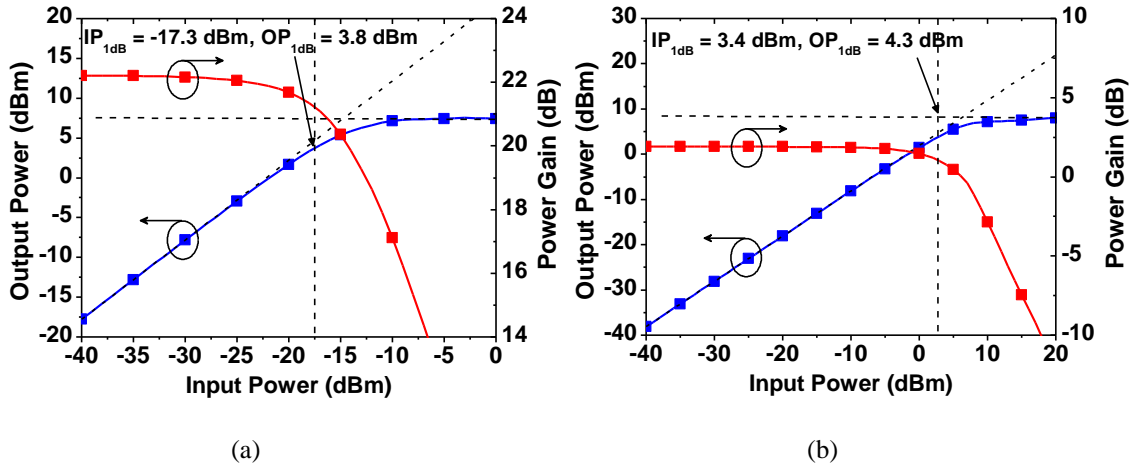 IP1dB = -17.3 dBm, OP1dB = 3.8 dBm
Output Power (dBm)
20
15
10
5
0
-5
-10
-15
-20
24
22
20
18
16
14
Power Gain (dB)
-40 -35 -30 -25 -20 -15 -10 -5 0
Input Power (dBm)
(a)
IP1dB = 3.4 dBm, OP1dB = 4.3 dBm
Output Power (dBm)
30
20
10
0
-10
-20
-30
-40
10
5
0
-5
-10
Power Gain (dB)
-40 -30 -20 -10 0 10 20
Input Power (dBm)
(b)